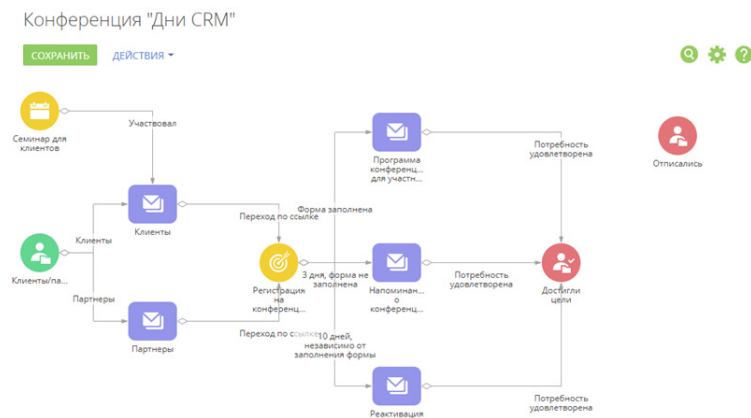 Конференция "Дни CRM"
СОХРАНИТЬ
ДЕЙСТВИЯ
?
Семинар для
клиентов
Участвовал
Программа
конференц...
для участн...
Потребность
удовлетворена
Отписались
Клиенты
Клиенты
Переход по ссылке
Форма заполнена
Клиенты/па...
Регистрация
на
конференц...
3 дня, форма не
заполнена
Напоминан...
о
конференц...
Потребность
удовлетворена
Достигли
цели
Партнеры
Партнеры
Переход по ссылке
10 дней,
независимо от
заполнения формы
Реактивация
Потребность
удовлетворена